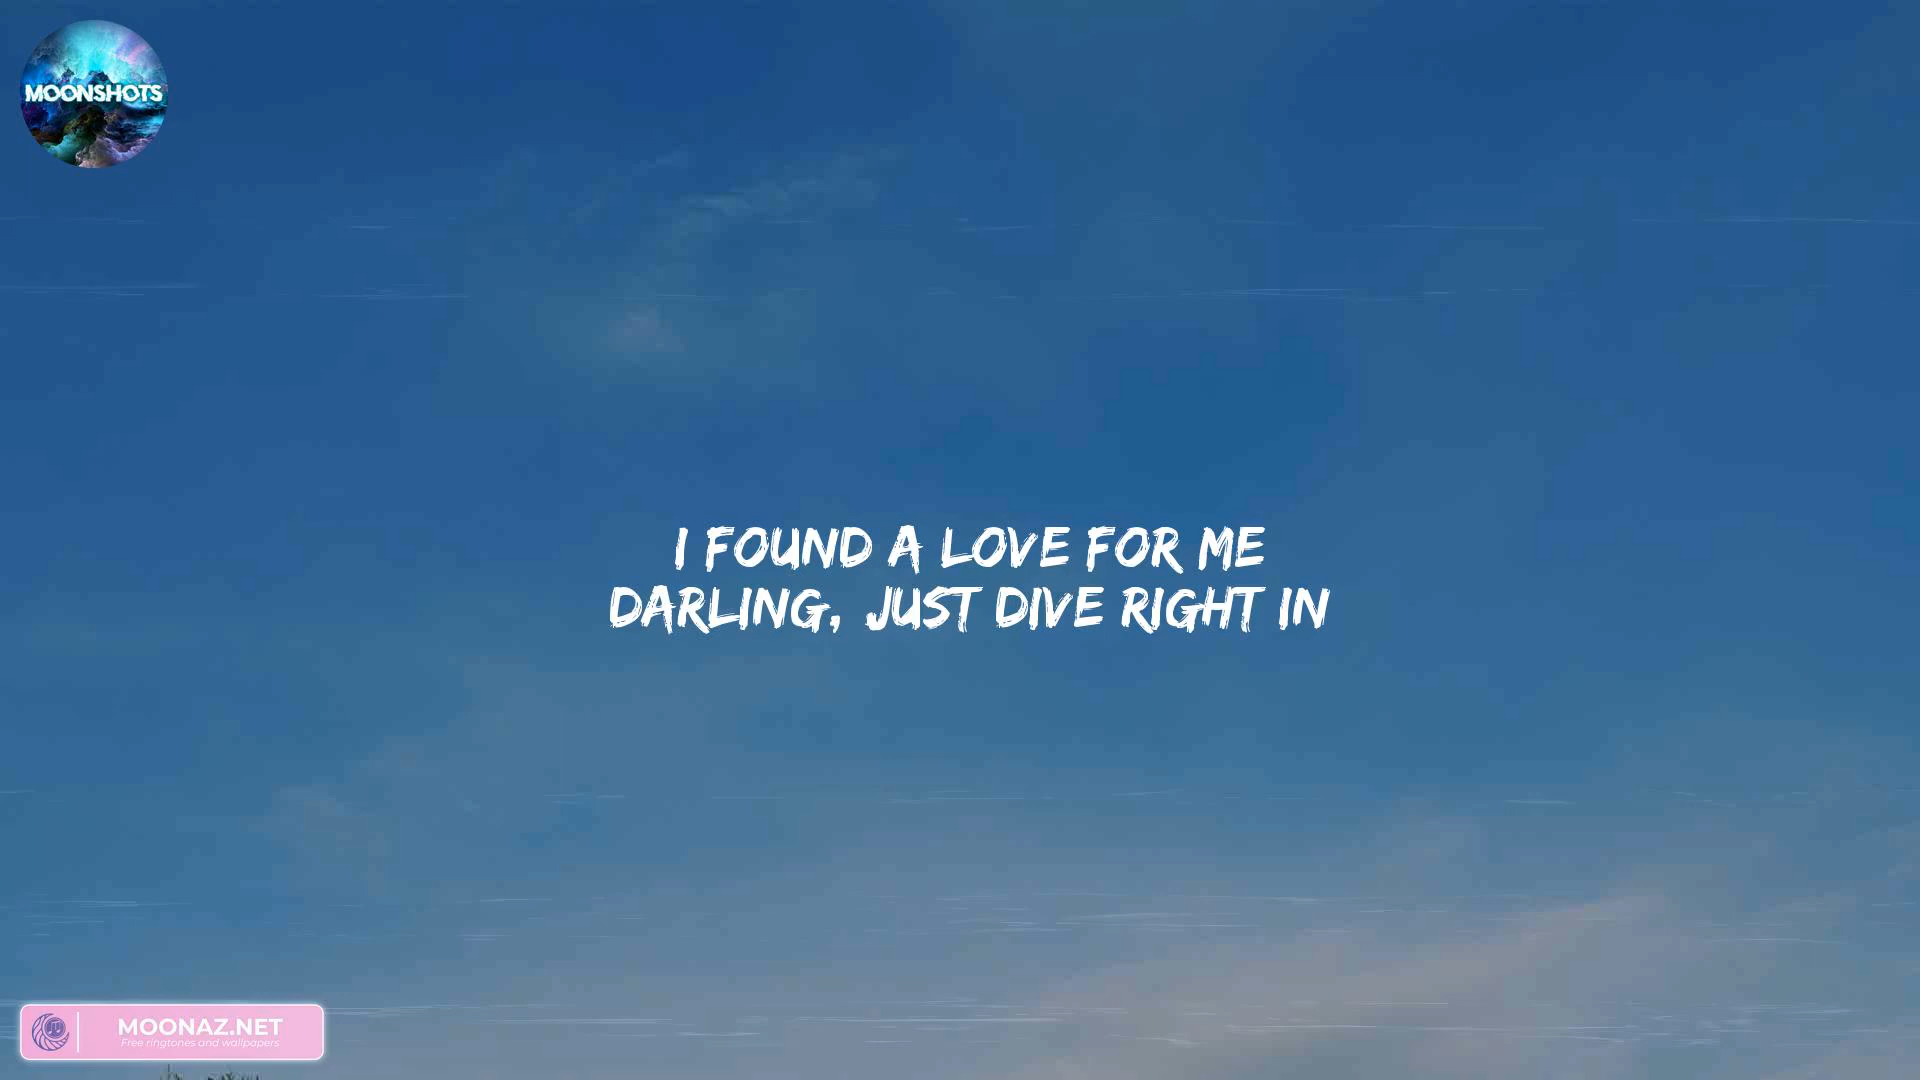 MOONSHOTS
I FOUND A LOVE FOR ME
DARLING, JUST DIVE RIGHT IN
MOONAZ.NET
Free ringtones and wallpapers